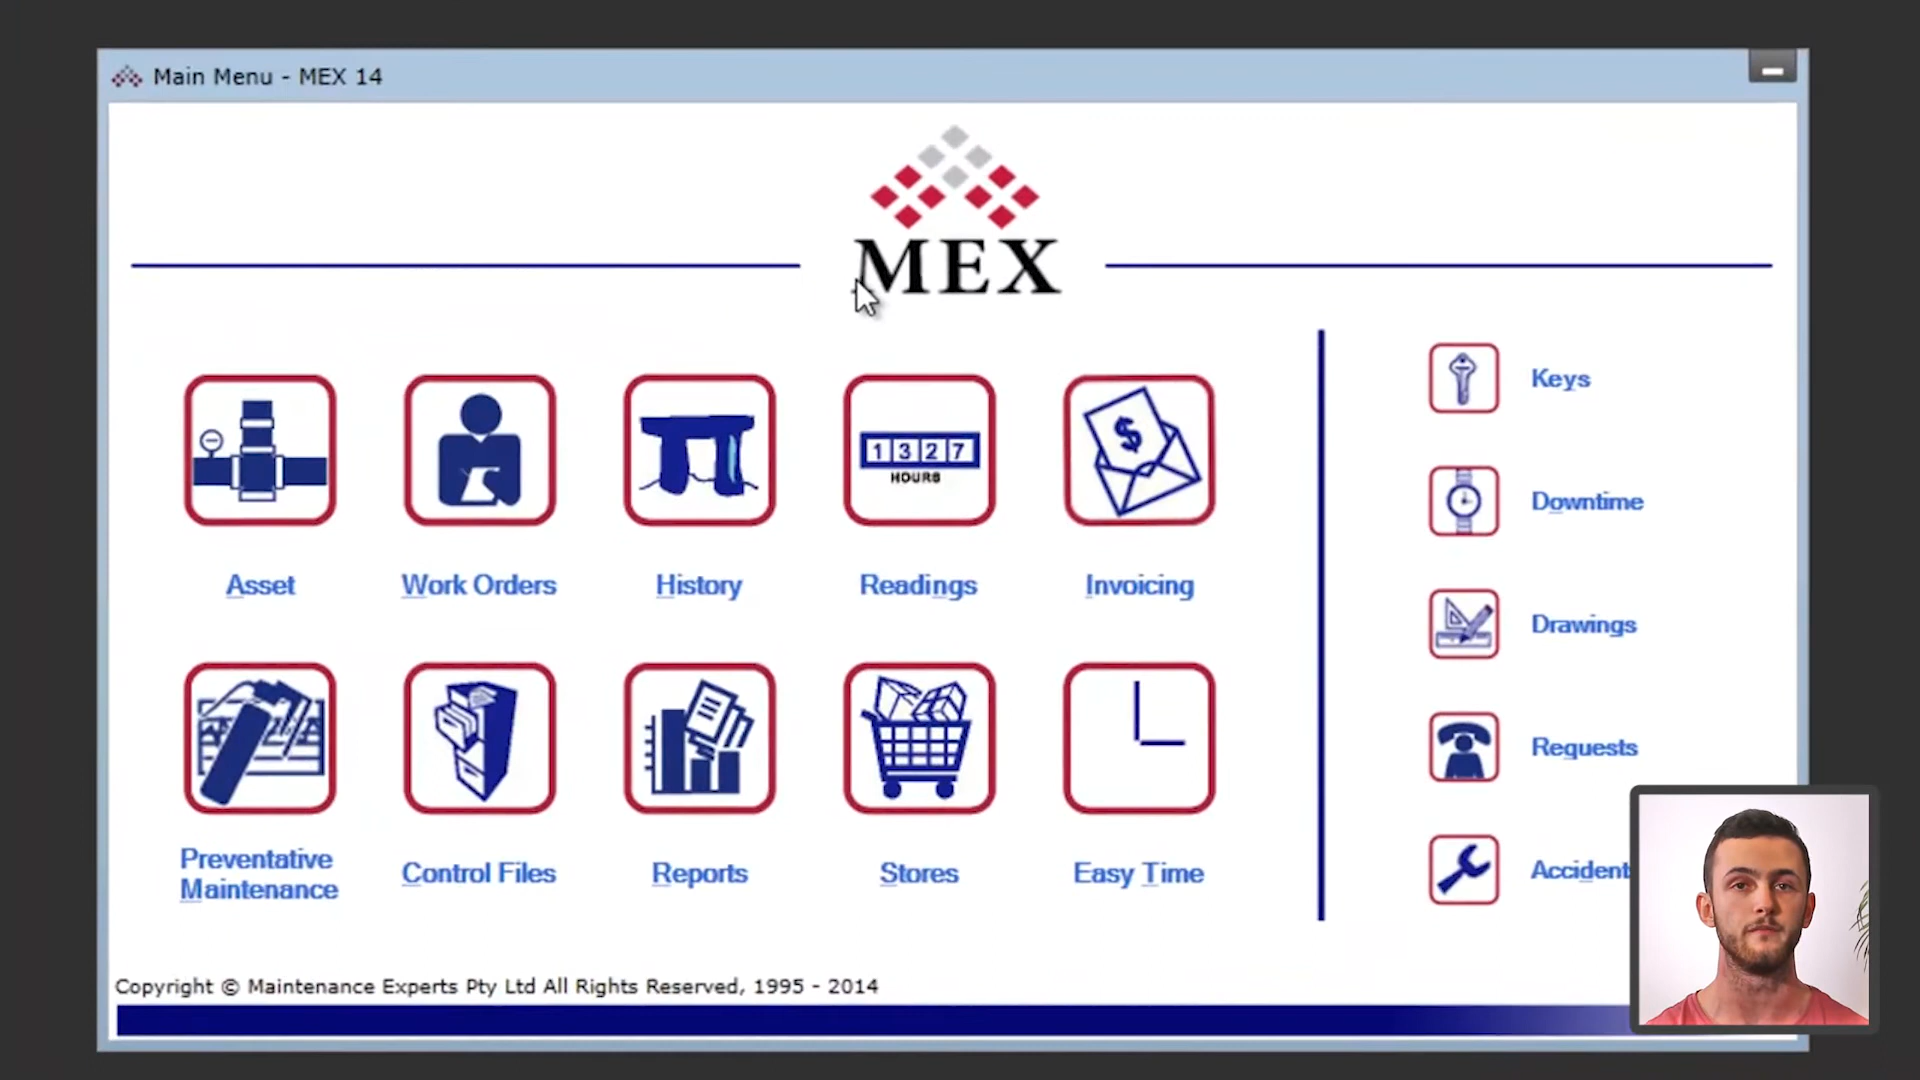 Main Menu - MEX 14
MEX
1327
HOURS
$
Asset
Work Orders
History
Readings
Invoicing
Preventative
Maintenance
Control Files
Reports
Stores
Easy Time
Keys
Downtime
Drawings
Requests
Accident
Copyright © Maintenance Experts Pty Ltd All Rights Reserved, 1995 - 2014